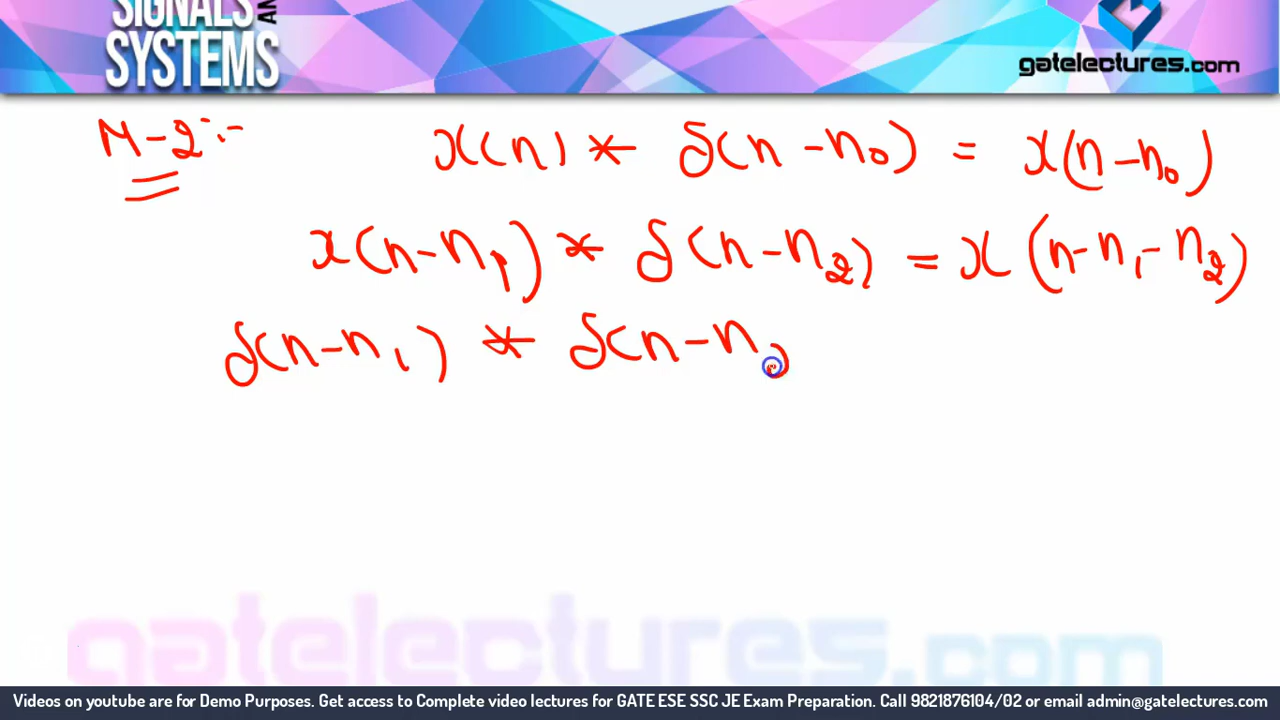 SIGNALS AND
SYSTEMS
gatelectures.com
M-2:-
x(n) * δ(n-n₀) = x(n-n₀)
x(n-n₁) * δ(n-n₂) = x(n-n₁-n₂)
δ(n-n₁) * δ(n-n
gatelectures.com
Videos on youtube are for Demo Purposes. Get access to Complete video lectures for GATE ESE SSC JE Exam Preparation. Call 9821876104/02 or email admin@gatelectures.com